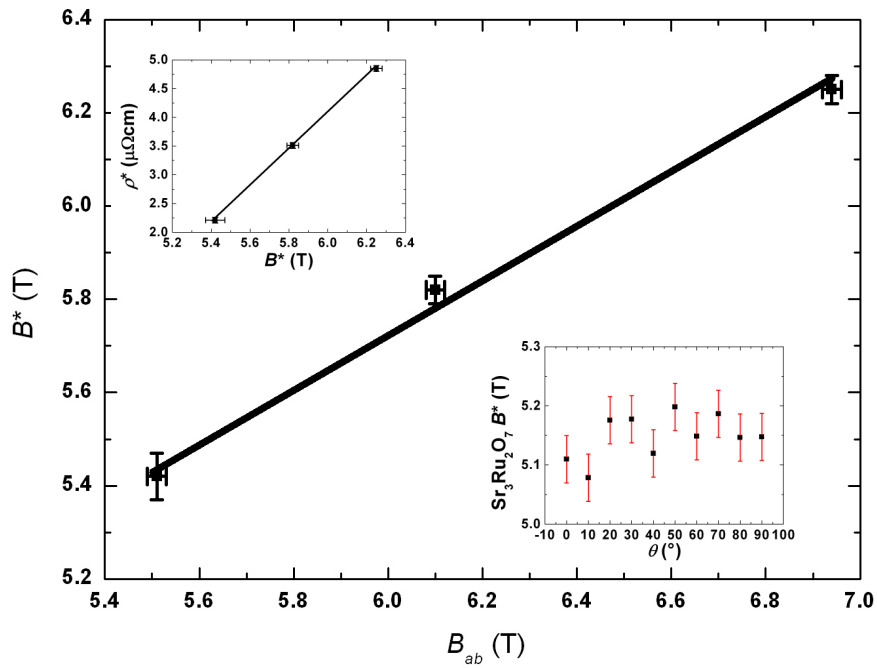 6.4
6.2
6.0
5.8
5.6
5.4
5.2
B* (T)
5.4 5.6 5.8 6.0 6.2 6.4 6.6 6.8 7.0
B_ab (T)
5.0
4.5
4.0
3.5
3.0
2.5
2.0
ρ* (μΩcm)
5.2 5.4 5.6 5.8 6.0 6.2 6.4
B* (T)
5.3
5.2
5.1
5.0
Sr₃Ru₂O₇ B* (T)
-10 0 10 20 30 40 50 60 70 80 90 100
θ (°)